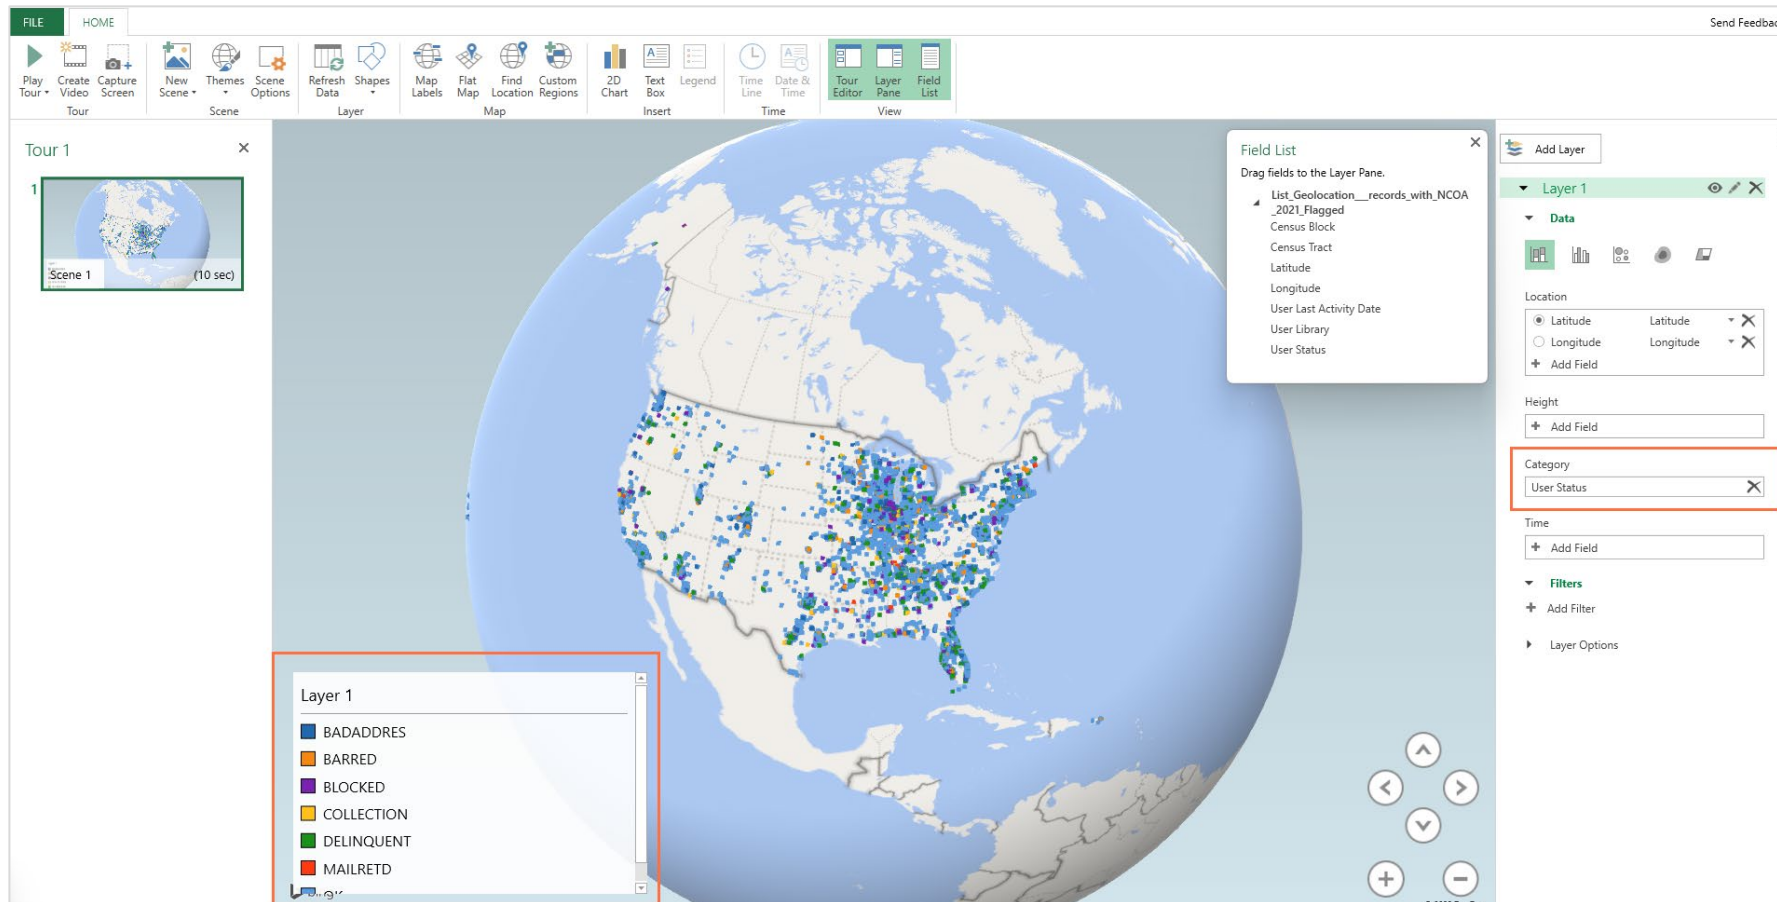 FILE HOME Send Feedbac
Play Tour Create Video Capture Screen New Scene Themes Scene Options Refresh Data Shapes Map Labels Flat Map Find Location Custom Regions 2D Chart Text Box Legend Time Line Date & Time Tour Editor Layer Pane Field List
Tour Scene Layer Map Insert Time View
Tour 1
1
Scene 1 (10 sec)
Field List
Drag fields to the Layer Pane.
List_Geolocation__records_with_NCOA
_2021_Flagged
Census Block
Census Tract
Latitude
Longitude
User Last Activity Date
User Library
User Status
Add Layer
Layer 1
Data
Location
Latitude Latitude
Longitude Longitude
Add Field
Height
Add Field
Category
User Status
Time
Add Field
Filters
Add Filter
Layer Options
Layer 1
BADADDRES
BARRED
BLOCKED
COLLECTION
DELINQUENT
MAILRETD
OK